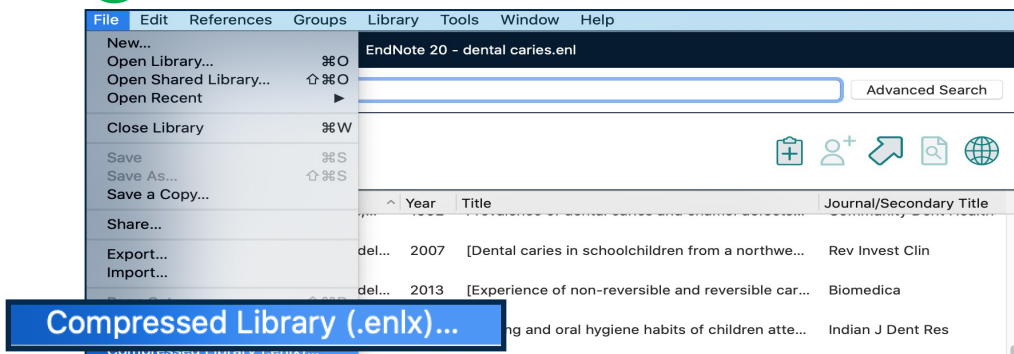 File Edit References Groups Library Tools Window Help
New...
Open Library... ⌘O
Open Shared Library... ⇧⌘O
Open Recent ▶
Close Library ⌘W
Save ⌘S
Save As... ⇧⌘S
Save a Copy...
Share...
Export...
Import...
Compressed Library (.enlx)...
EndNote 20 - dental caries.enl
Advanced Search
Year Title Journal/Secondary Title
del... 2007 [Dental caries in schoolchildren from a northwe... Rev Invest Clin
del... 2013 [Experience of non-reversible and reversible car... Biomedica
ng and oral hygiene habits of children atte... Indian J Dent Res